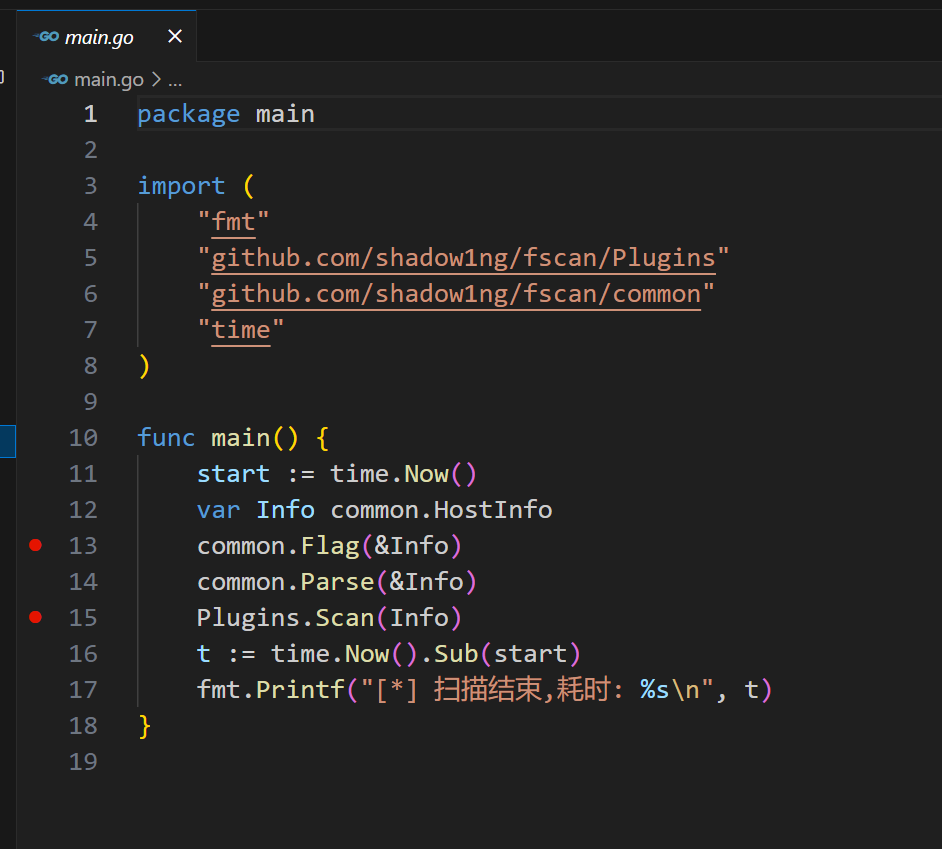 GO main.go ×
GO main.go > ...
1 package main
2
3 import (
4 "fmt"
5 "github.com/shadow1ng/fscan/Plugins"
6 "github.com/shadow1ng/fscan/common"
7 "time"
8 )
9
10 func main() {
11 start := time.Now()
12 var Info common.HostInfo
13 common.Flag(&Info)
14 common.Parse(&Info)
15 Plugins.Scan(Info)
16 t := time.Now().Sub(start)
17 fmt.Printf("[*] 扫描结束,耗时: %s\n", t)
18 }
19